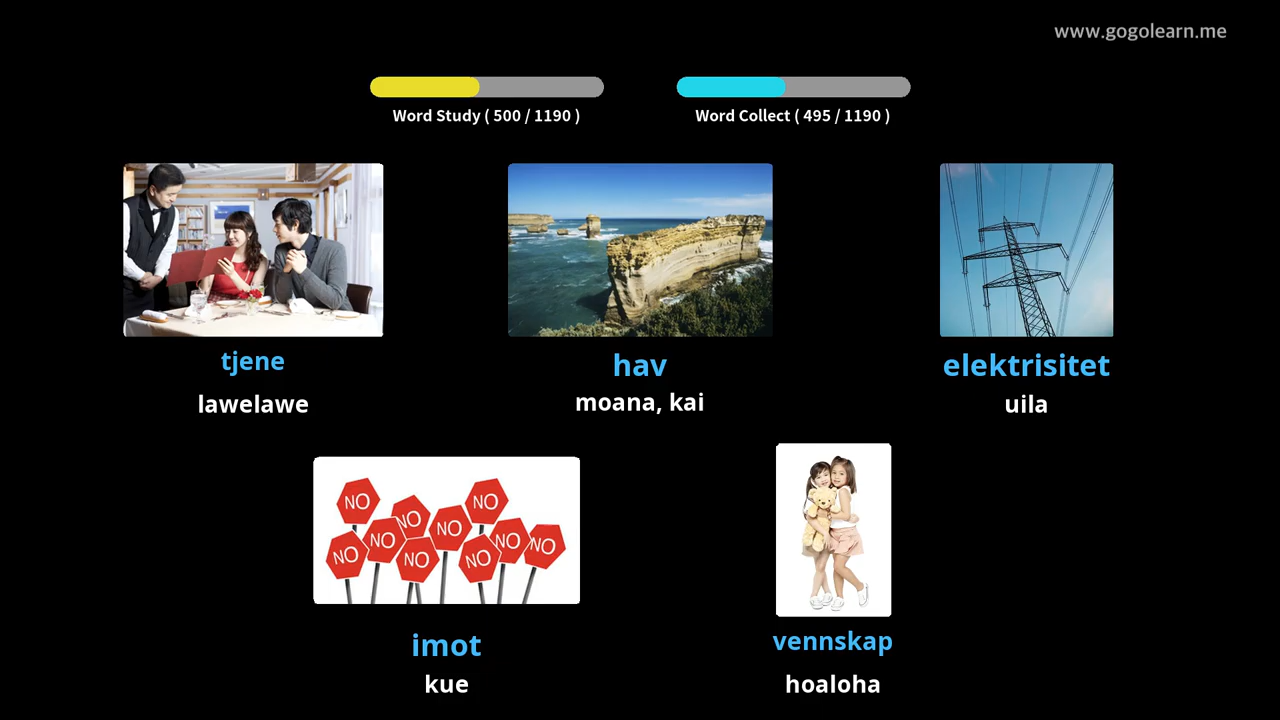 www.gogolearn.me
Word Study ( 500 / 1190 )
Word Collect ( 495 / 1190 )
tjene
lawelawe
hav
moana, kai
elektrisitet
uila
NO
NO
NO
NO
NO
NO
NO
NO
NO
NO
imot
kue
vennskap
hoaloha